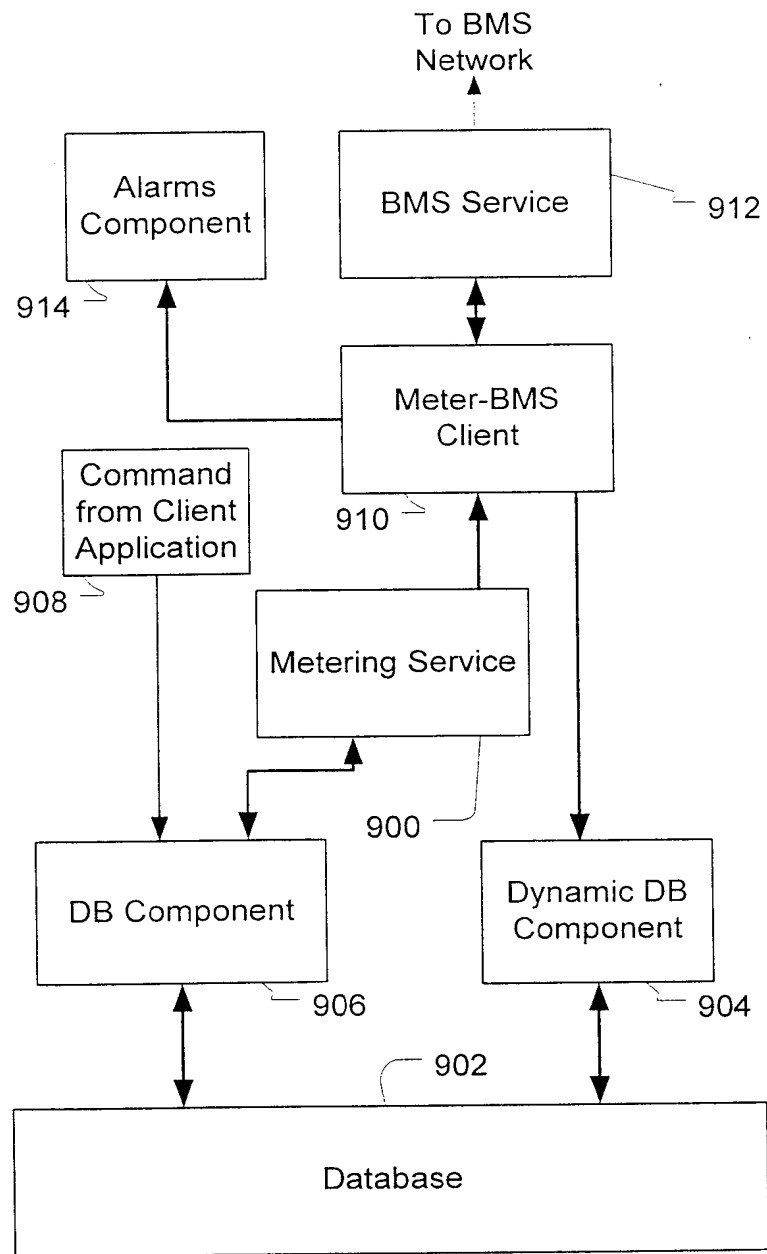 To BMS
Network
Alarms
Component
914
BMS Service
912
Meter-BMS
Client
910
Command
from Client
Application
908
Metering Service
900
DB Component
906
Dynamic DB
Component
904
902
Database